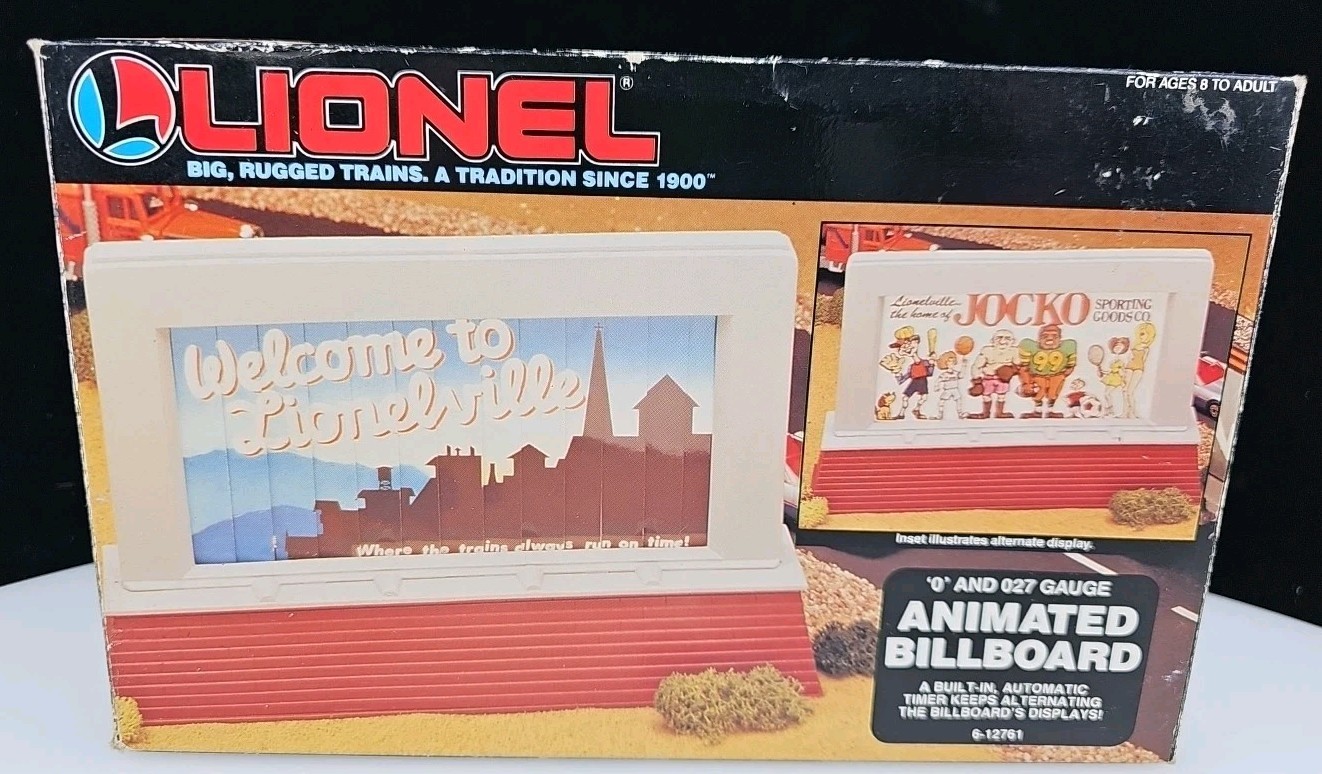 LIONEL®
BIG, RUGGED TRAINS. A TRADITION SINCE 1900™
FOR AGES 8 TO ADULT
Welcome to
Lionelville
Where the trains always run on time!
Lionelville
the home of
JOCKO
SPORTING
GOODS CO.
99
Inset illustrates alternate display.
'O' AND 027 GAUGE
ANIMATED
BILLBOARD
A BUILT-IN, AUTOMATIC
TIMER KEEPS ALTERNATING
THE BILLBOARD'S DISPLAYS!
6-12761